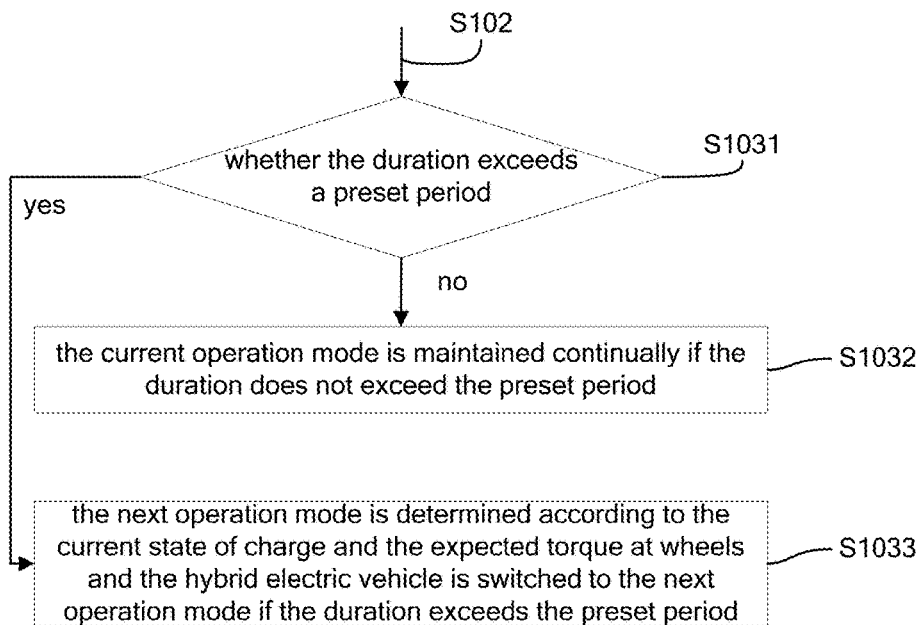 S102
whether the duration exceeds
a preset period
S1031
yes
no
the current operation mode is maintained continually if the
duration does not exceed the preset period
S1032
the next operation mode is determined according to the
current state of charge and the expected torque at wheels
and the hybrid electric vehicle is switched to the next
operation mode if the duration exceeds the preset period
S1033